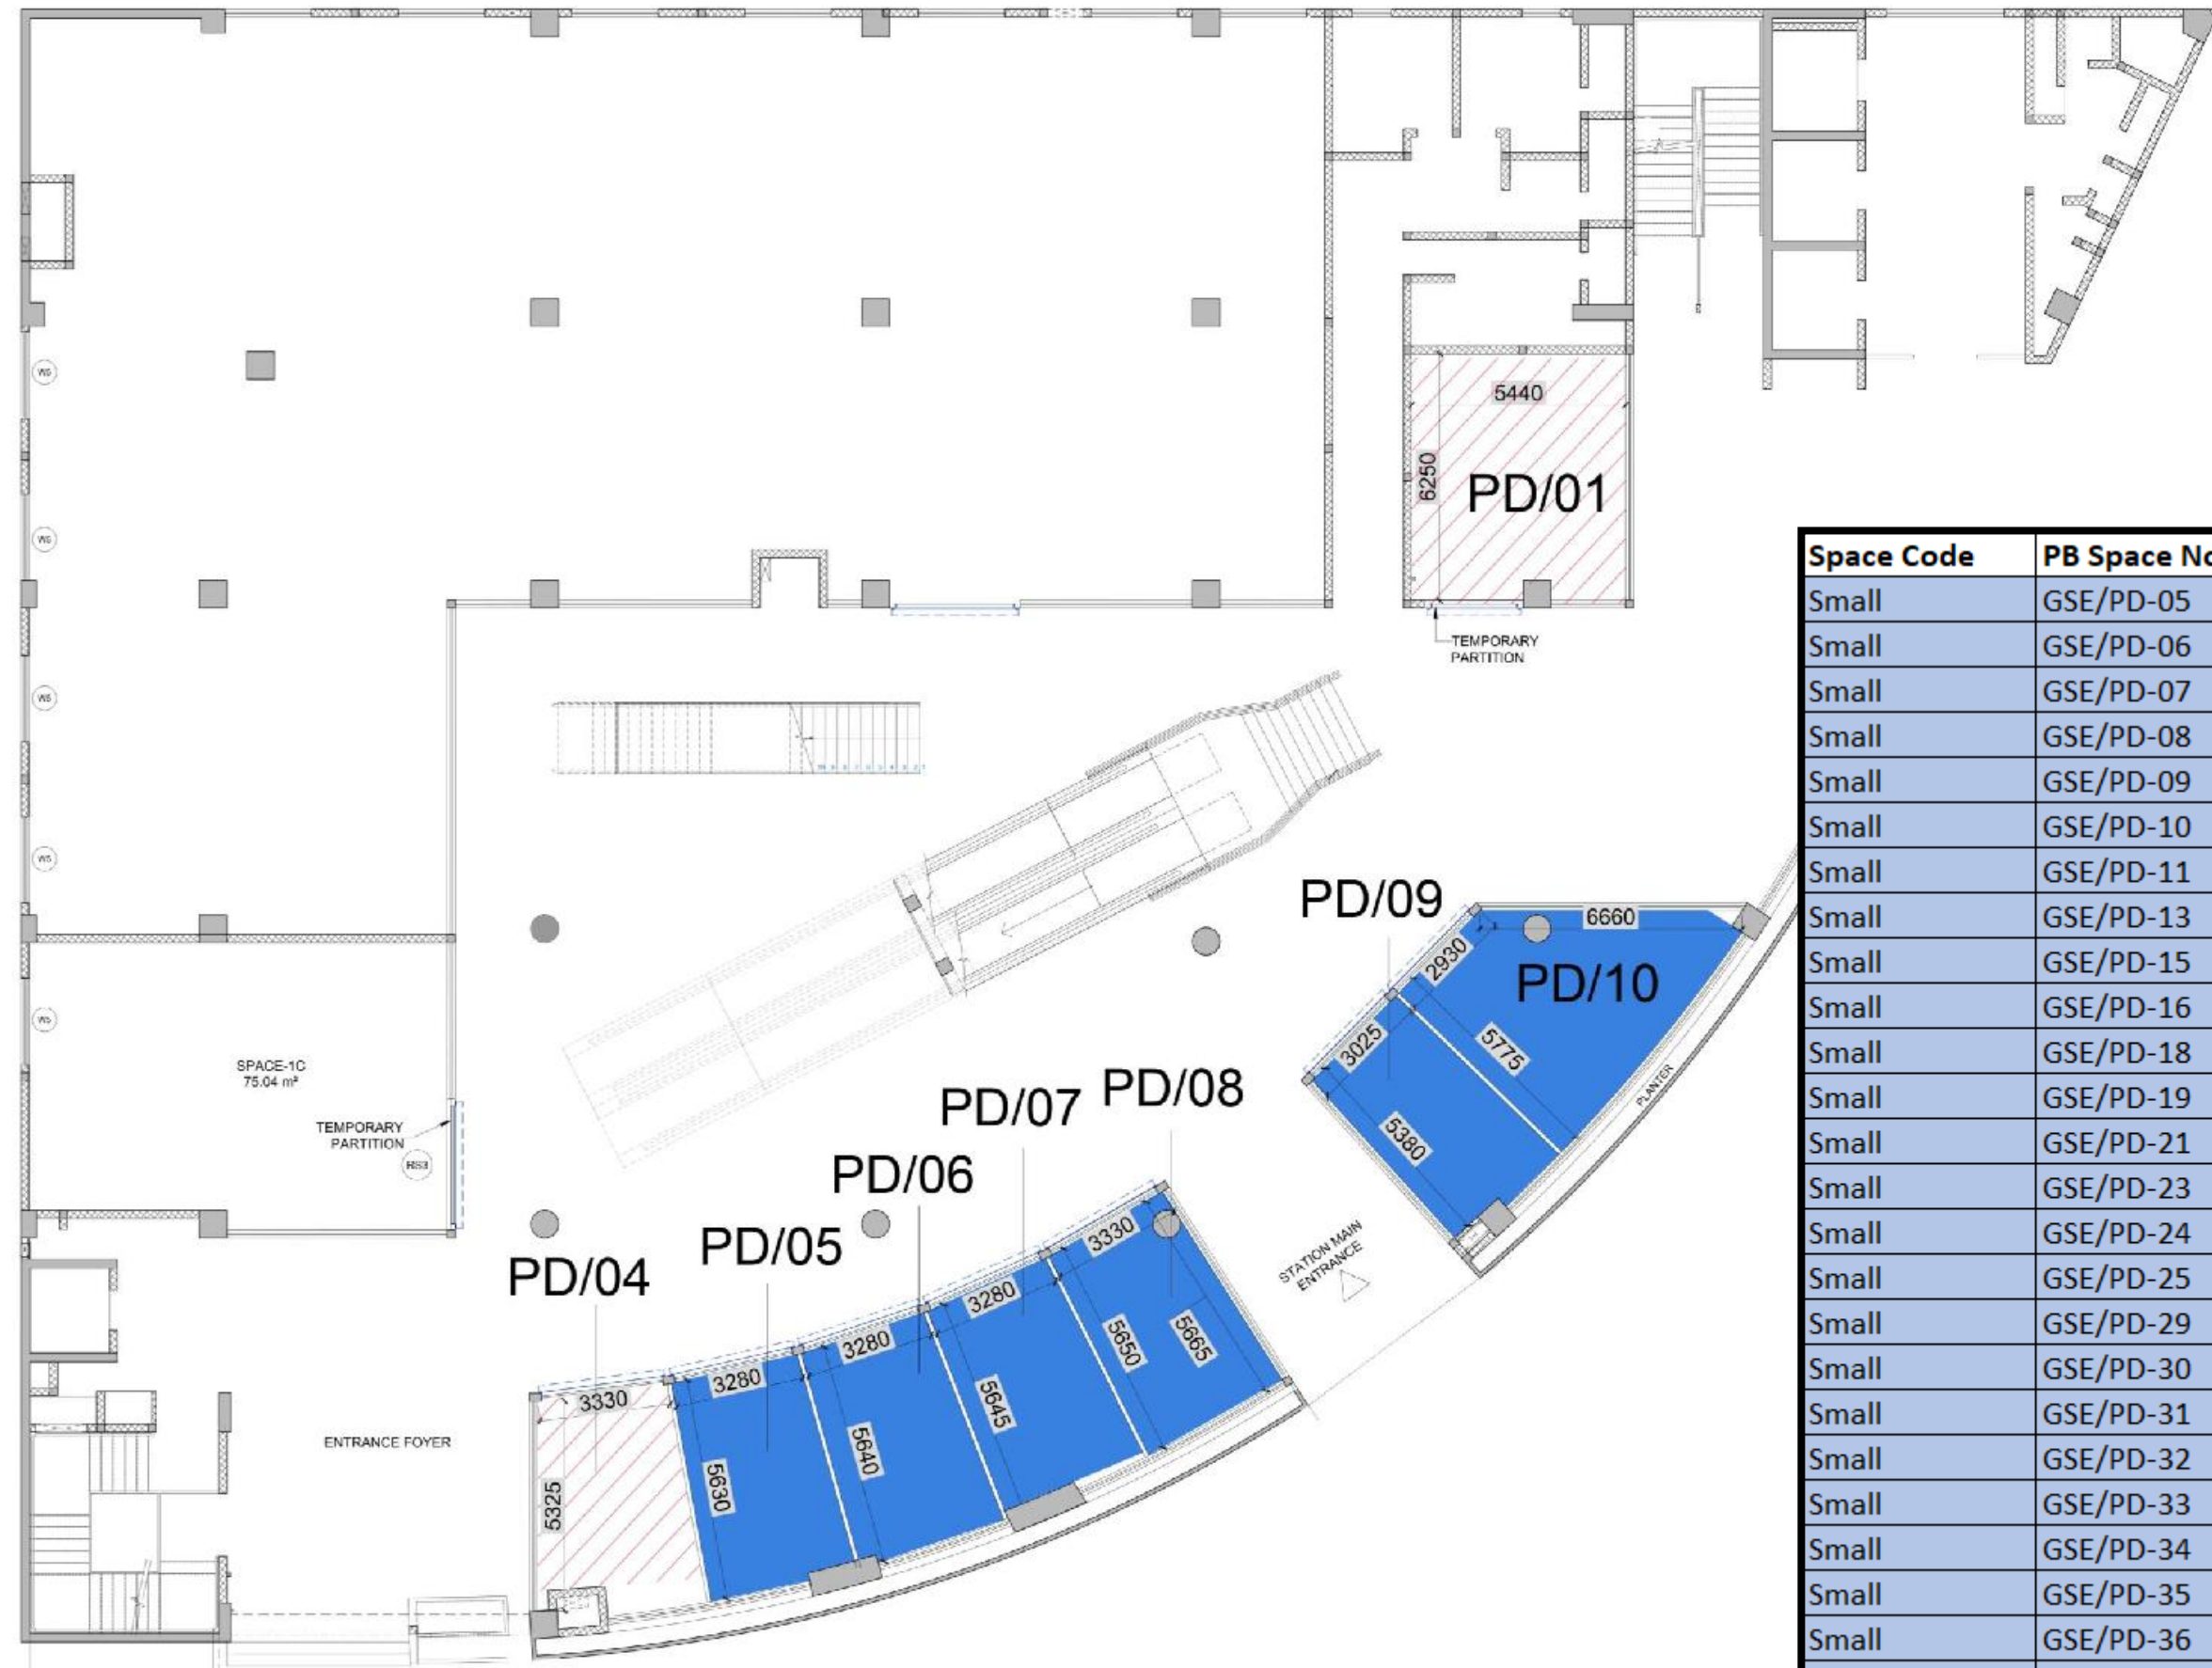 W6
W6
W6
W5
W5
5440
6250
PD/01
TEMPORARY
PARTITION
SPACE-1C
75.04 m²
TEMPORARY
PARTITION
RS3
ENTRANCE FOYER
PD/04
3330
5325
PD/05
3280
5630
PD/06
3280
5640
PD/07
3280
5645
PD/08
3330
5650
5665
STATION MAIN
ENTRANCE
PD/09
3025
5380
PD/10
2930
6660
5775
PLANTER
Space Code PB Space No
Small GSE/PD-05
Small GSE/PD-06
Small GSE/PD-07
Small GSE/PD-08
Small GSE/PD-09
Small GSE/PD-10
Small GSE/PD-11
Small GSE/PD-13
Small GSE/PD-15
Small GSE/PD-16
Small GSE/PD-18
Small GSE/PD-19
Small GSE/PD-21
Small GSE/PD-23
Small GSE/PD-24
Small GSE/PD-25
Small GSE/PD-29
Small GSE/PD-30
Small GSE/PD-31
Small GSE/PD-32
Small GSE/PD-33
Small GSE/PD-34
Small GSE/PD-35
Small GSE/PD-36